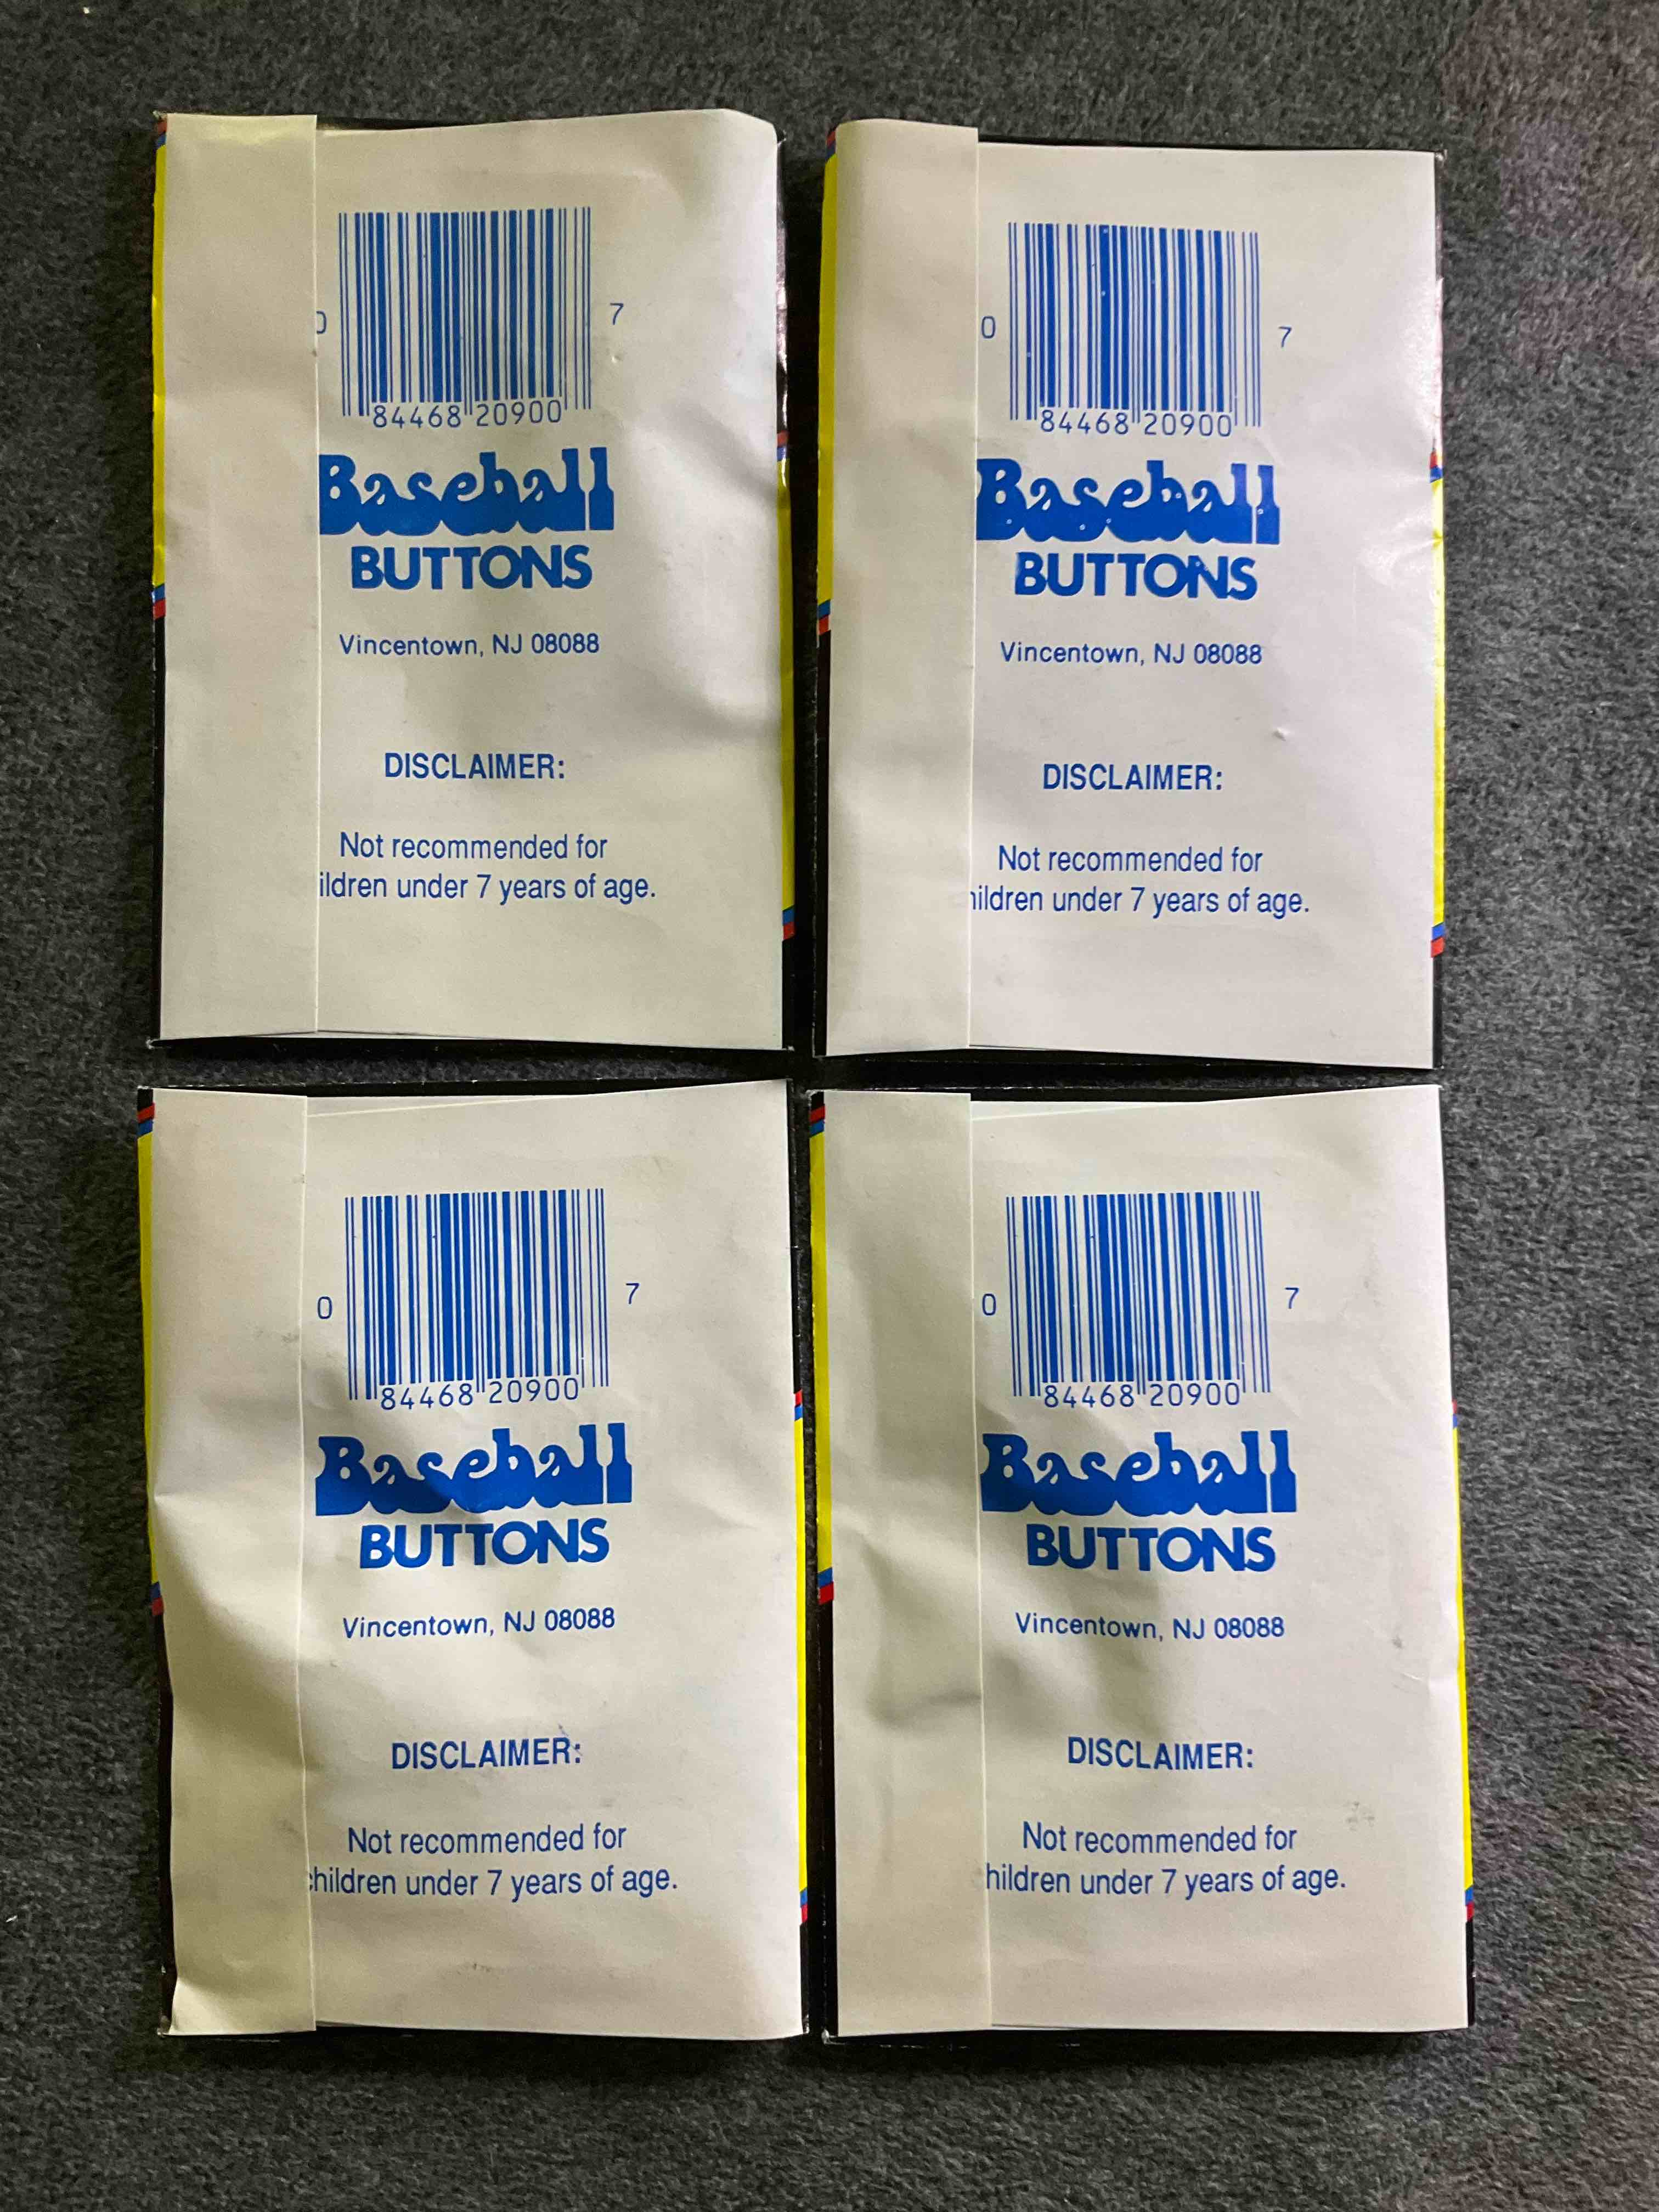 0 7
84468 20900
Baseball
BUTTONS
Vincentown, NJ 08088
DISCLAIMER:
Not recommended for
ildren under 7 years of age.
0 7
84468 20900
Baseball
BUTTONS
Vincentown, NJ 08088
DISCLAIMER:
Not recommended for
hildren under 7 years of age.
0 7
84468 20900
Baseball
BUTTONS
Vincentown, NJ 08088
DISCLAIMER:
Not recommended for
children under 7 years of age.
0 7
84468 20900
Baseball
BUTTONS
Vincentown, NJ 08088
DISCLAIMER:
Not recommended for
hildren under 7 years of age.